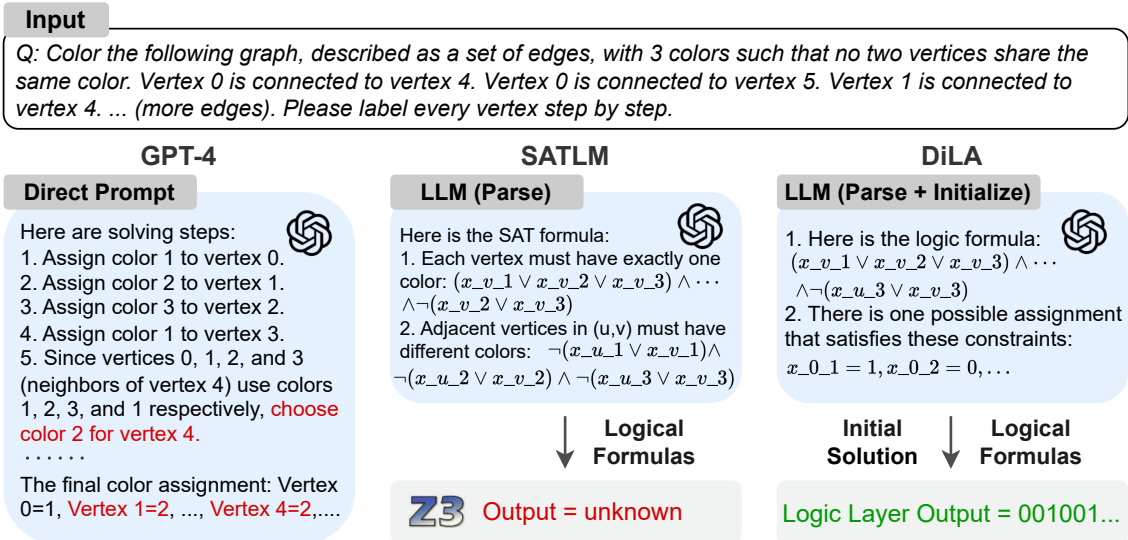 Input
Q: Color the following graph, described as a set of edges, with 3 colors such that no two vertices share the
same color. Vertex 0 is connected to vertex 4. Vertex 0 is connected to vertex 5. Vertex 1 is connected to
vertex 4. ... (more edges). Please label every vertex step by step.
GPT-4
Direct Prompt
Here are solving steps:
1. Assign color 1 to vertex 0.
2. Assign color 2 to vertex 1.
3. Assign color 3 to vertex 2.
4. Assign color 1 to vertex 3.
5. Since vertices 0, 1, 2, and 3
(neighbors of vertex 4) use colors
1, 2, 3, and 1 respectively, choose
color 2 for vertex 4.
······
The final color assignment: Vertex
0=1, Vertex 1=2, ..., Vertex 4=2,....
SATLM
LLM (Parse)
Here is the SAT formula:
1. Each vertex must have exactly one
color: (x_v_1 ∨ x_v_2 ∨ x_v_3) ∧ ···
∧¬(x_v_2 ∨ x_v_3)
2. Adjacent vertices in (u,v) must have
different colors: ¬(x_u_1 ∨ x_v_1)∧
¬(x_u_2 ∨ x_v_2) ∧ ¬(x_u_3 ∨ x_v_3)
Logical
Formulas
Z3 Output = unknown
DiLA
LLM (Parse + Initialize)
1. Here is the logic formula:
(x_v_1 ∨ x_v_2 ∨ x_v_3) ∧ ···
∧¬(x_u_3 ∨ x_v_3)
2. There is one possible assignment
that satisfies these constraints:
x_0_1 = 1, x_0_2 = 0, ...
Initial
Solution
Logical
Formulas
Logic Layer Output = 001001...